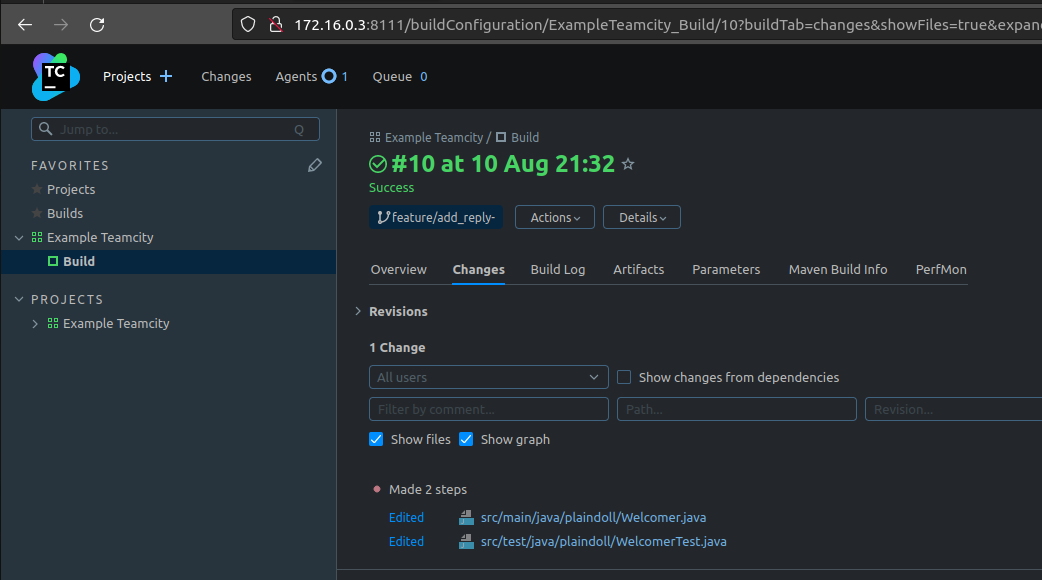 172.16.0.3:8111/buildConfiguration/ExampleTeamcity_Build/10?buildTab=changes&showFiles=true&expan
TC
Projects
Changes
Agents 1
Queue 0
Jump to... Q
FAVORITES
Projects
Builds
Example Teamcity
Build
PROJECTS
Example Teamcity
Example Teamcity / Build
#10 at 10 Aug 21:32
Success
feature/add_reply-
Actions
Details
Overview Changes Build Log Artifacts Parameters Maven Build Info PerfMon
Revisions
1 Change
All users
Show changes from dependencies
Filter by comment... Path... Revision...
Show files Show graph
Made 2 steps
Edited src/main/java/plaindoll/Welcomer.java
Edited src/test/java/plaindoll/WelcomerTest.java